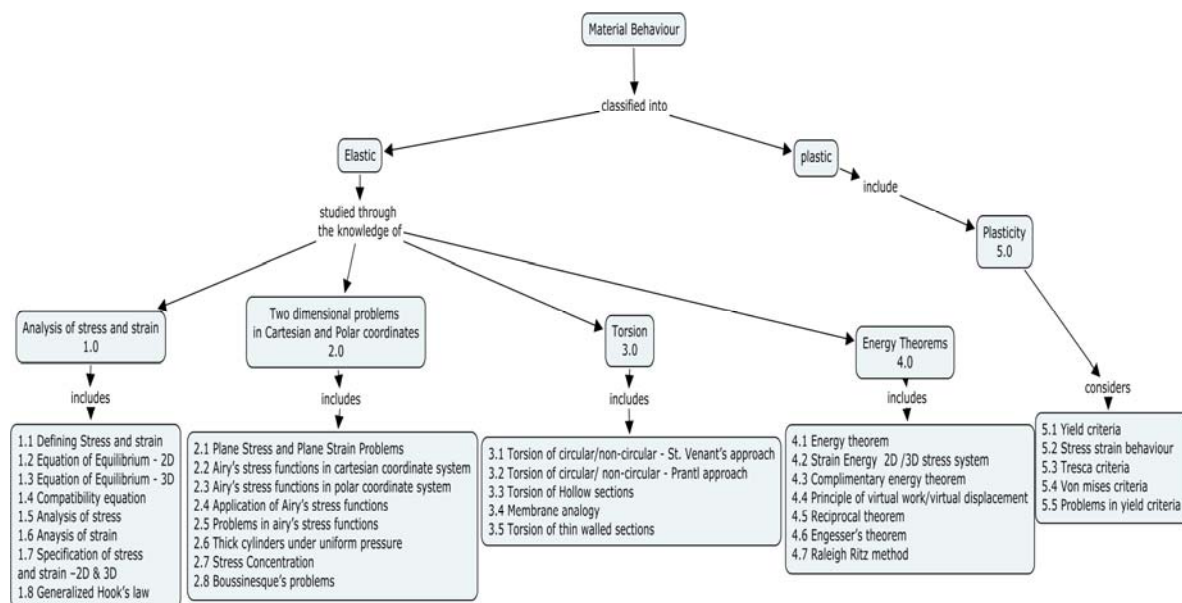 Material Behaviour
classified into
Elastic
plastic
include
studied through
the knowledge of
Plasticity
5.0
Analysis of stress and strain
1.0
Two dimensional problems
in Cartesian and Polar coordinates
2.0
Torsion
3.0
Energy Theorems
4.0
includes
includes
includes
includes
considers
1.1 Defining Stress and strain
1.2 Equation of Equilibrium - 2D
1.3 Equation of Equilibrium - 3D
1.4 Compatibility equation
1.5 Analysis of stress
1.6 Anaysis of strain
1.7 Specification of stress
and strain –2D & 3D
1.8 Generalized Hook's law
2.1 Plane Stress and Plane Strain Problems
2.2 Airy's stress functions in cartesian coordinate system
2.3 Airy's stress functions in polar coordinate system
2.4 Application of Airy's stress functions
2.5 Problems in airy's stress functions
2.6 Thick cylinders under uniform pressure
2.7 Stress Concentration
2.8 Boussinesque's problems
3.1 Torsion of circular/non-circular - St. Venant's approach
3.2 Torsion of circular/ non-circular - Prantl approach
3.3 Torsion of Hollow sections
3.4 Membrane analogy
3.5 Torsion of thin walled sections
4.1 Energy theorem
4.2 Strain Energy 2D /3D stress system
4.3 Complimentary energy theorem
4.4 Principle of virtual work/virtual displacement
4.5 Reciprocal theorem
4.6 Engesser's theorem
4.7 Raleigh Ritz method
5.1 Yield criteria
5.2 Stress strain behaviour
5.3 Tresca criteria
5.4 Von mises criteria
5.5 Problems in yield criteria